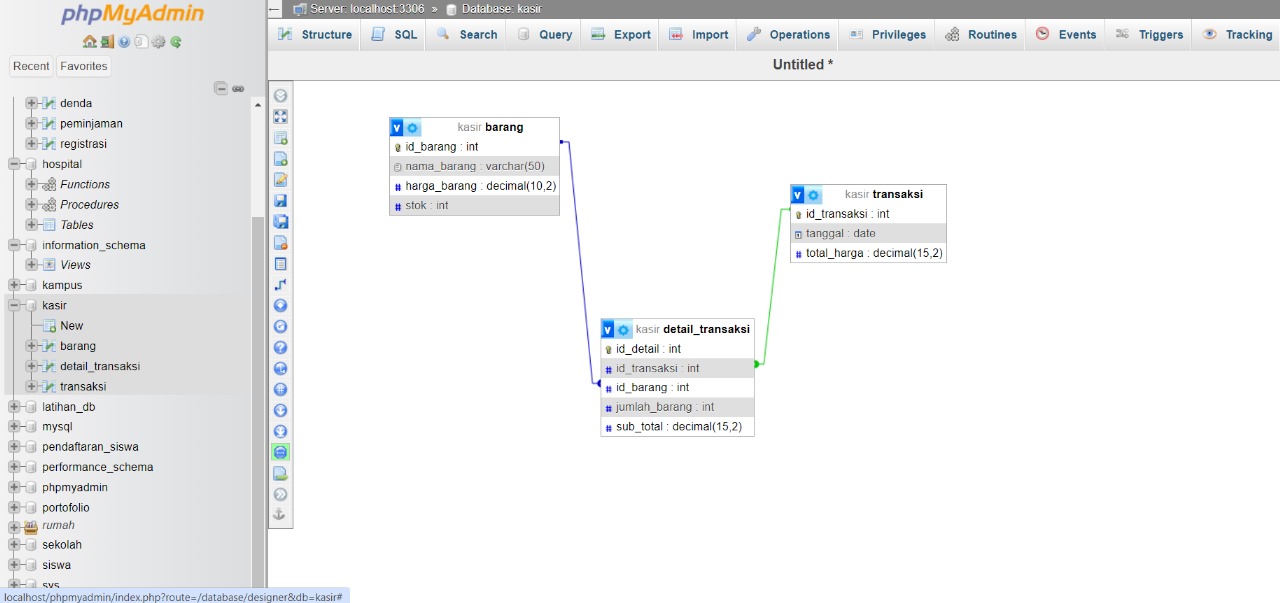 phpMyAdmin
Recent
Favorites
denda
peminjaman
registrasi
hospital
Functions
Procedures
Tables
information_schema
Views
kampus
kasir
New
barang
detail_transaksi
transaksi
latihan_db
mysql
pendaftaran_siswa
performance_schema
phpmyadmin
portofolio
rumah
sekolah
siswa
sys
localhost/phpmyadmin/index.php?route=/database/designer&db=kasir#
Server: localhost:3306 » Database: kasir
Structure SQL Search Query Export Import Operations Privileges Routines Events Triggers Tracking
Untitled *
v kasir barang
id_barang : int
nama_barang : varchar(50)
# harga_barang : decimal(10,2)
# stok : int
v kasir transaksi
id_transaksi : int
tanggal : date
# total_harga : decimal(15,2)
v kasir detail_transaksi
id_detail : int
# id_transaksi : int
# id_barang : int
# jumlah_barang : int
# sub_total : decimal(15,2)